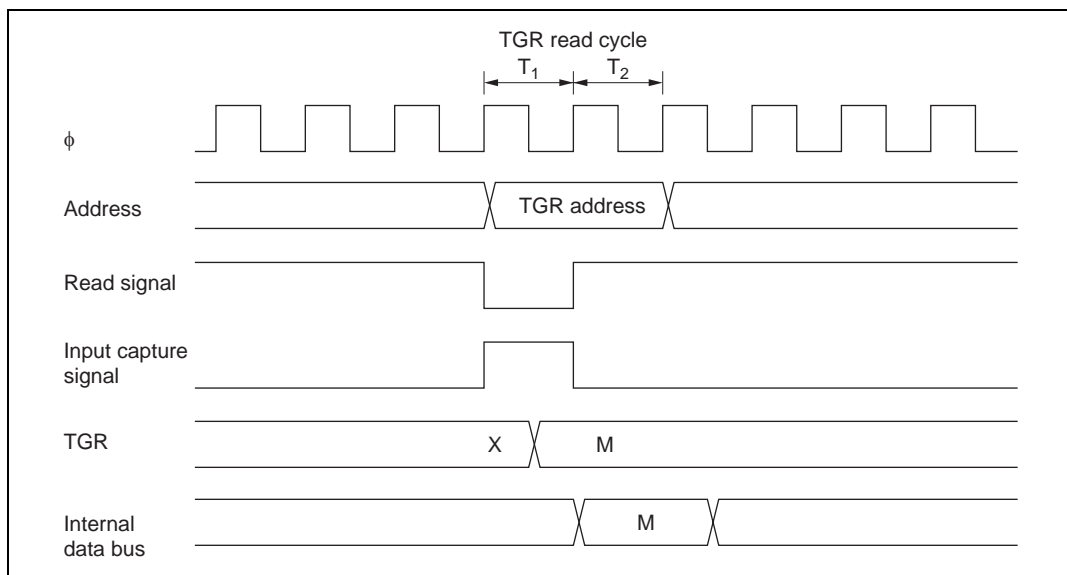 TGR read cycle
T1 T2
ϕ
Address
TGR address
Read signal
Input capture
signal
TGR
X M
Internal
data bus
M